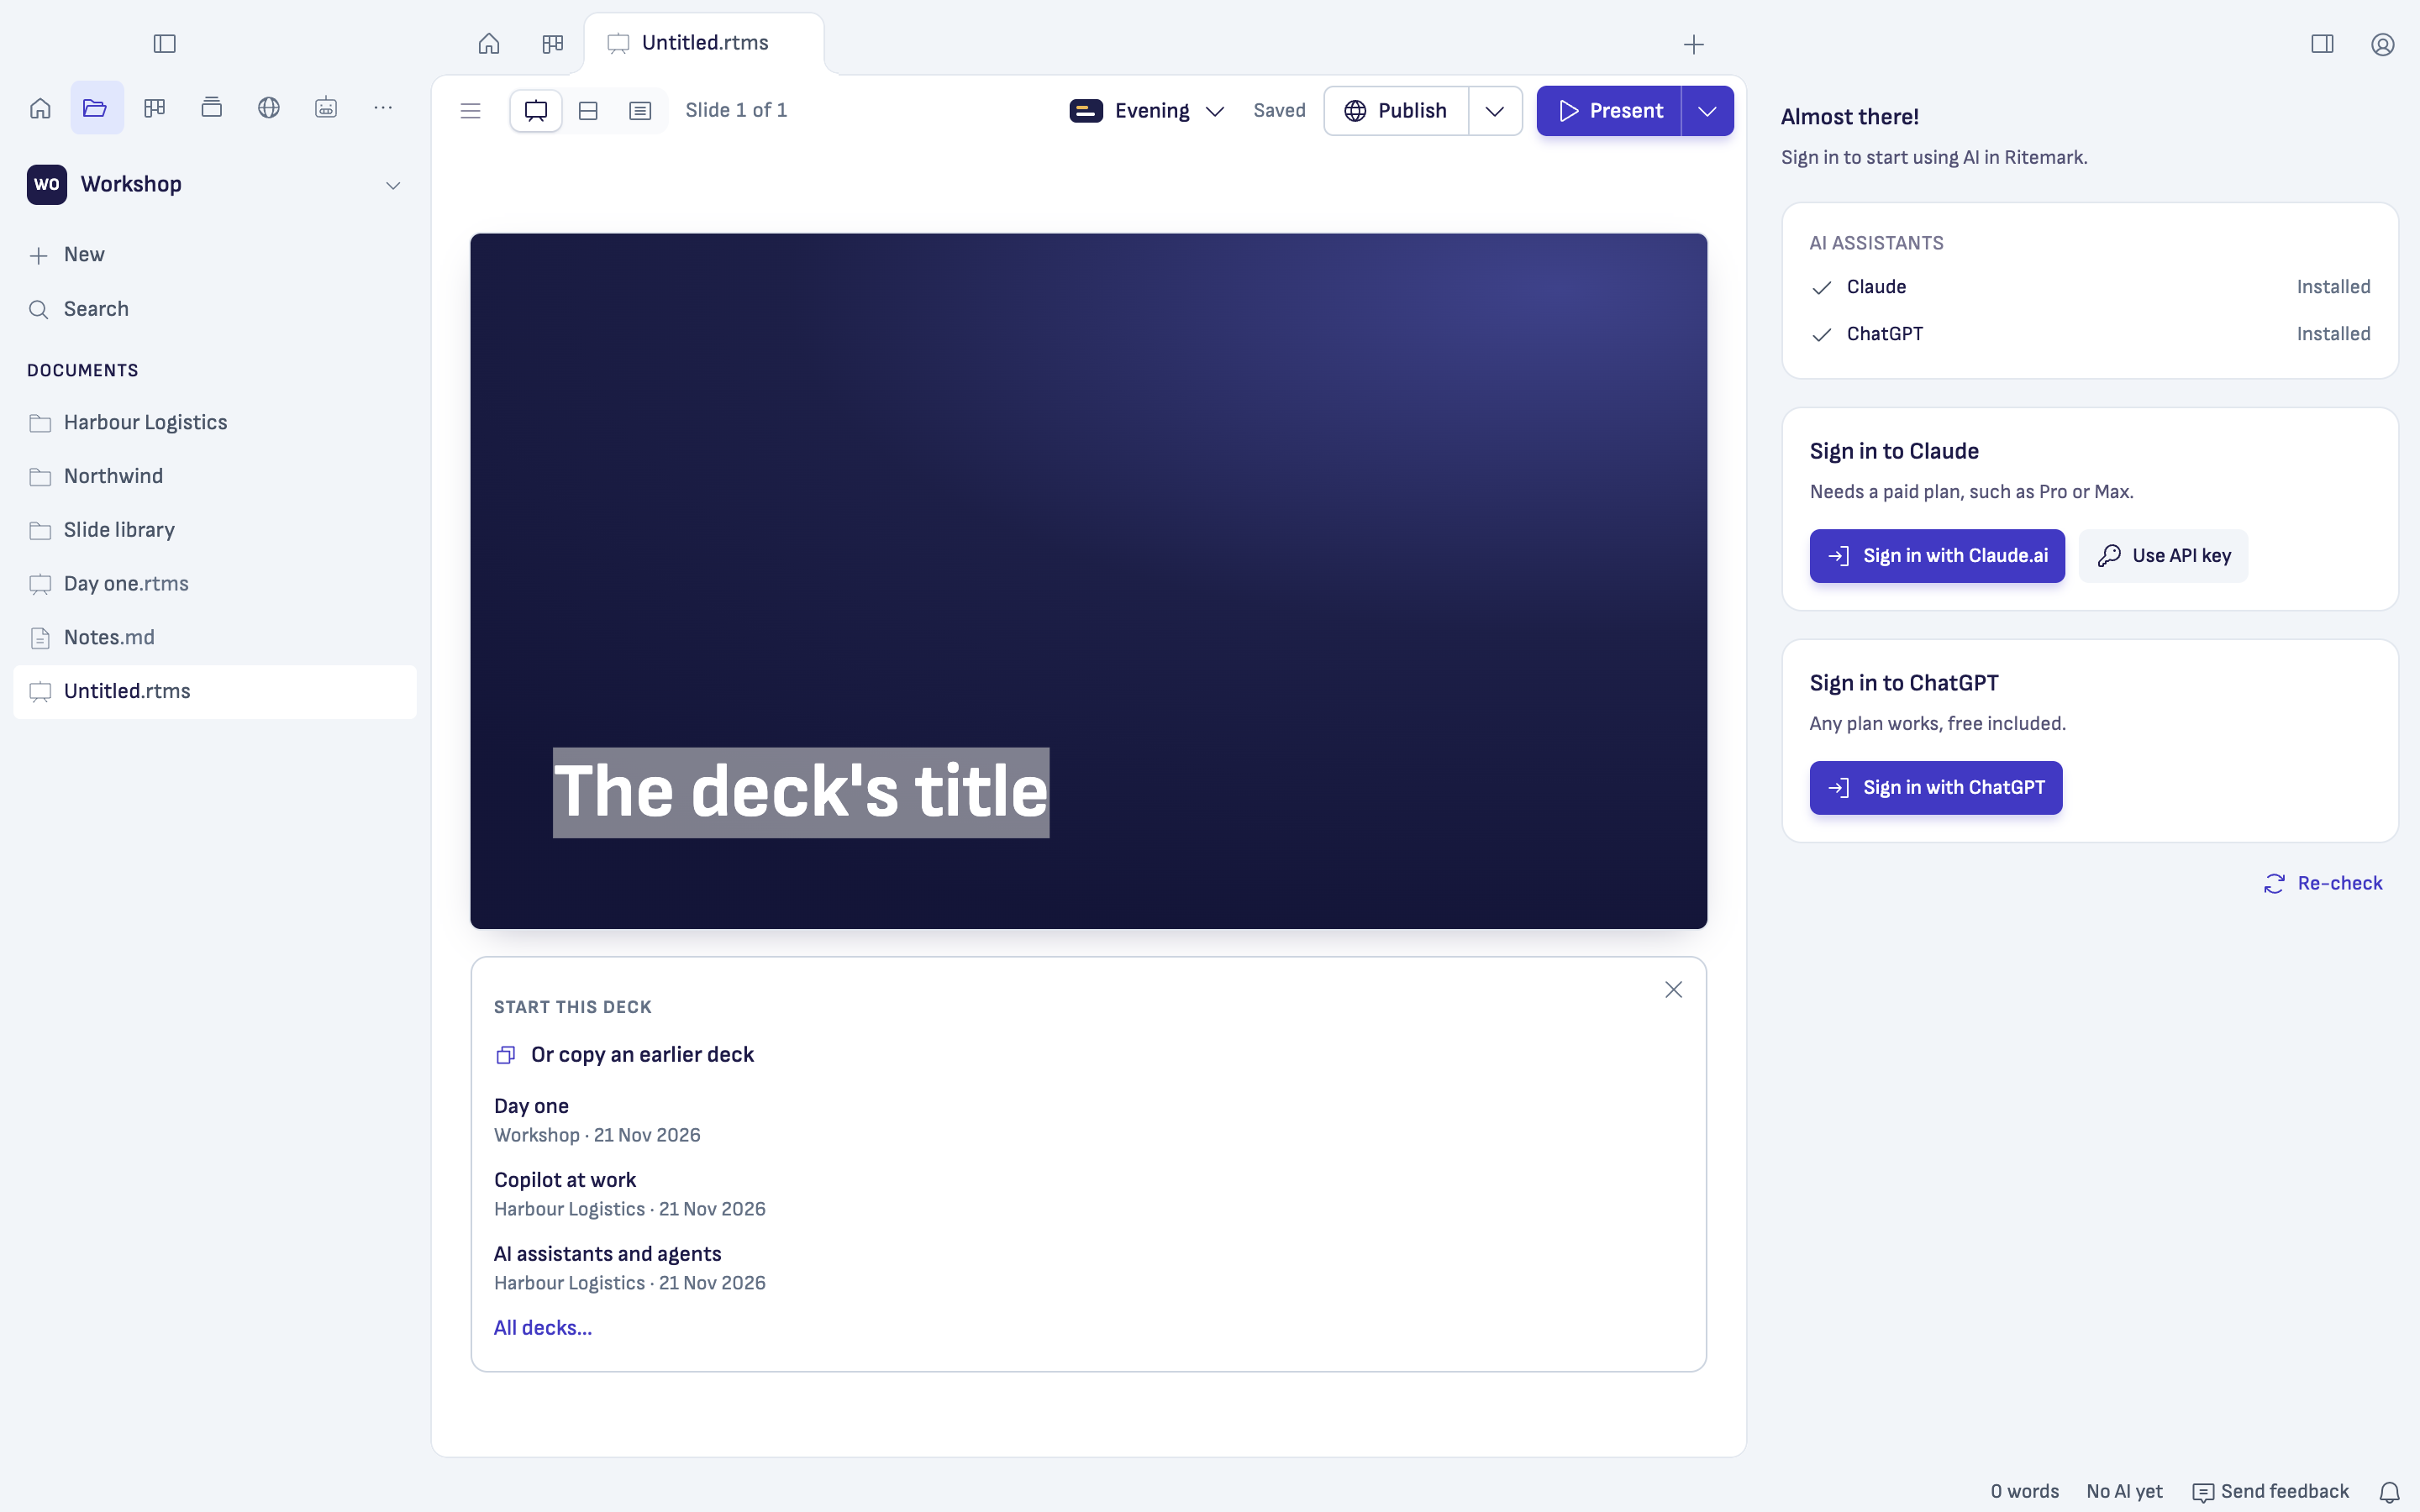 Untitled.rtms
Slide 1 of 1
Evening
Saved
Publish
Present
WO Workshop
New
Search
DOCUMENTS
Harbour Logistics
Northwind
Slide library
Day one.rtms
Notes.md
Untitled.rtms
The deck's title
START THIS DECK
Or copy an earlier deck
Day one
Workshop · 21 Nov 2026
Copilot at work
Harbour Logistics · 21 Nov 2026
AI assistants and agents
Harbour Logistics · 21 Nov 2026
All decks...
Almost there!
Sign in to start using AI in Ritemark.
AI ASSISTANTS
Claude Installed
ChatGPT Installed
Sign in to Claude
Needs a paid plan, such as Pro or Max.
Sign in with Claude.ai
Use API key
Sign in to ChatGPT
Any plan works, free included.
Sign in with ChatGPT
Re-check
0 words
No AI yet
Send feedback